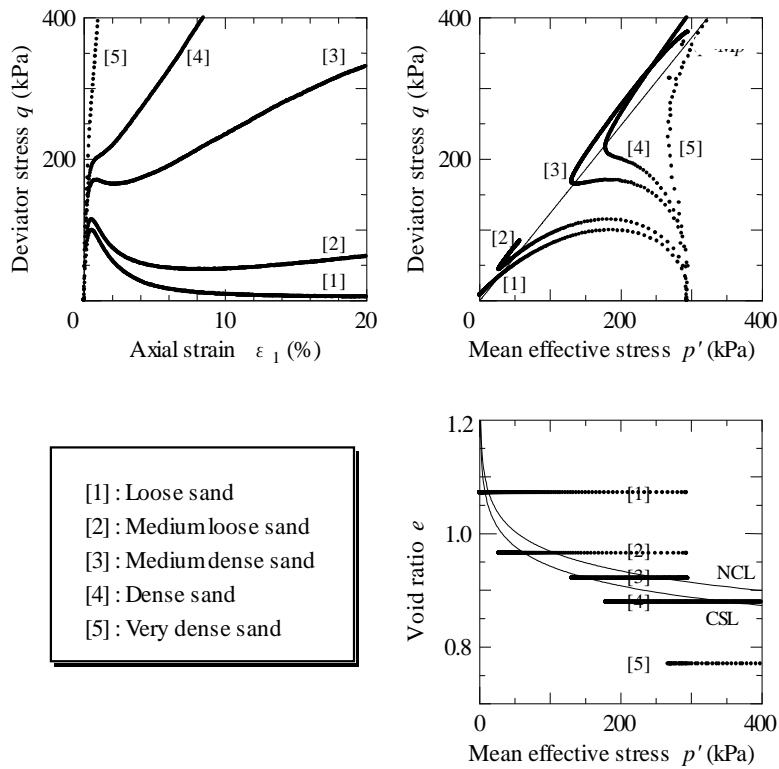 400
200
0
Deviator stress q (kPa)
[5]
[4]
[3]
[2]
[1]
0 10 20
Axial strain ε 1 (%)
400
200
0
Deviator stress q (kPa)
[5]
[4]
[3]
[2]
[1]
0 200 400
Mean effective stress p′ (kPa)
[1] : Loose sand
[2] : Medium loose sand
[3] : Medium dense sand
[4] : Dense sand
[5] : Very dense sand
1.2
1.0
0.8
Void ratio e
[1]
[2]
[3]
[4]
[5]
NCL
CSL
0 200 400
Mean effective stress p′ (kPa)